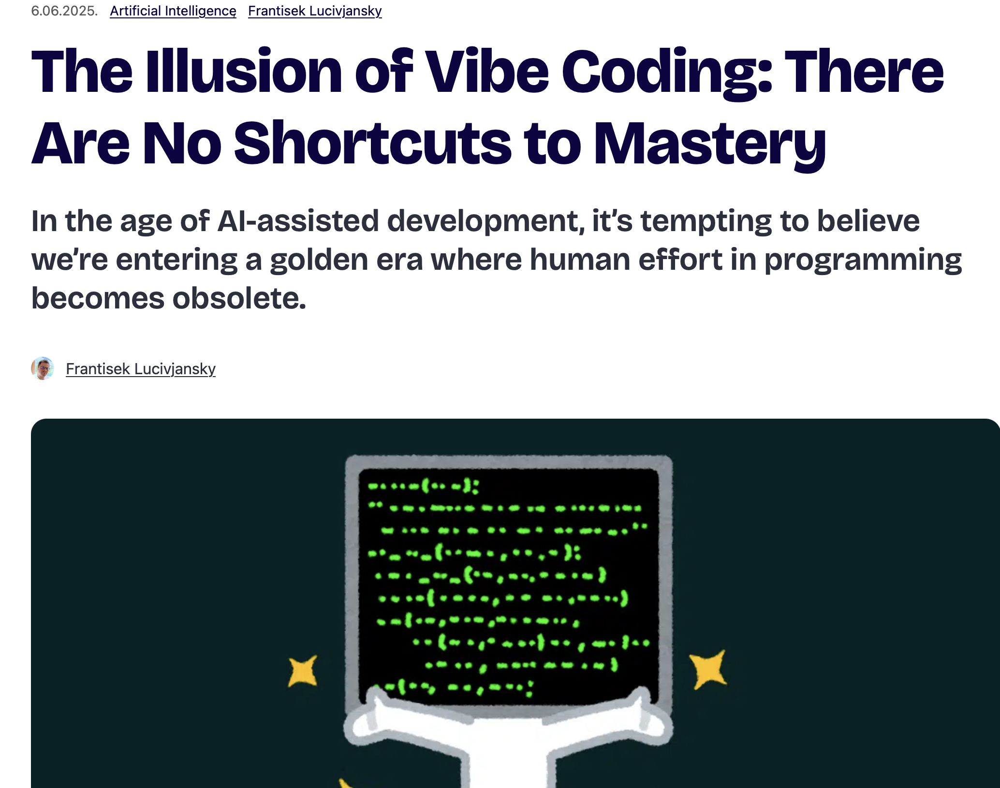 6.06.2025. Artificial Intelligence Frantisek Lucivjansky
The Illusion of Vibe Coding: There
Are No Shortcuts to Mastery
In the age of AI-assisted development, it’s tempting to believe
we’re entering a golden era where human effort in programming
becomes obsolete.
Frantisek Lucivjansky